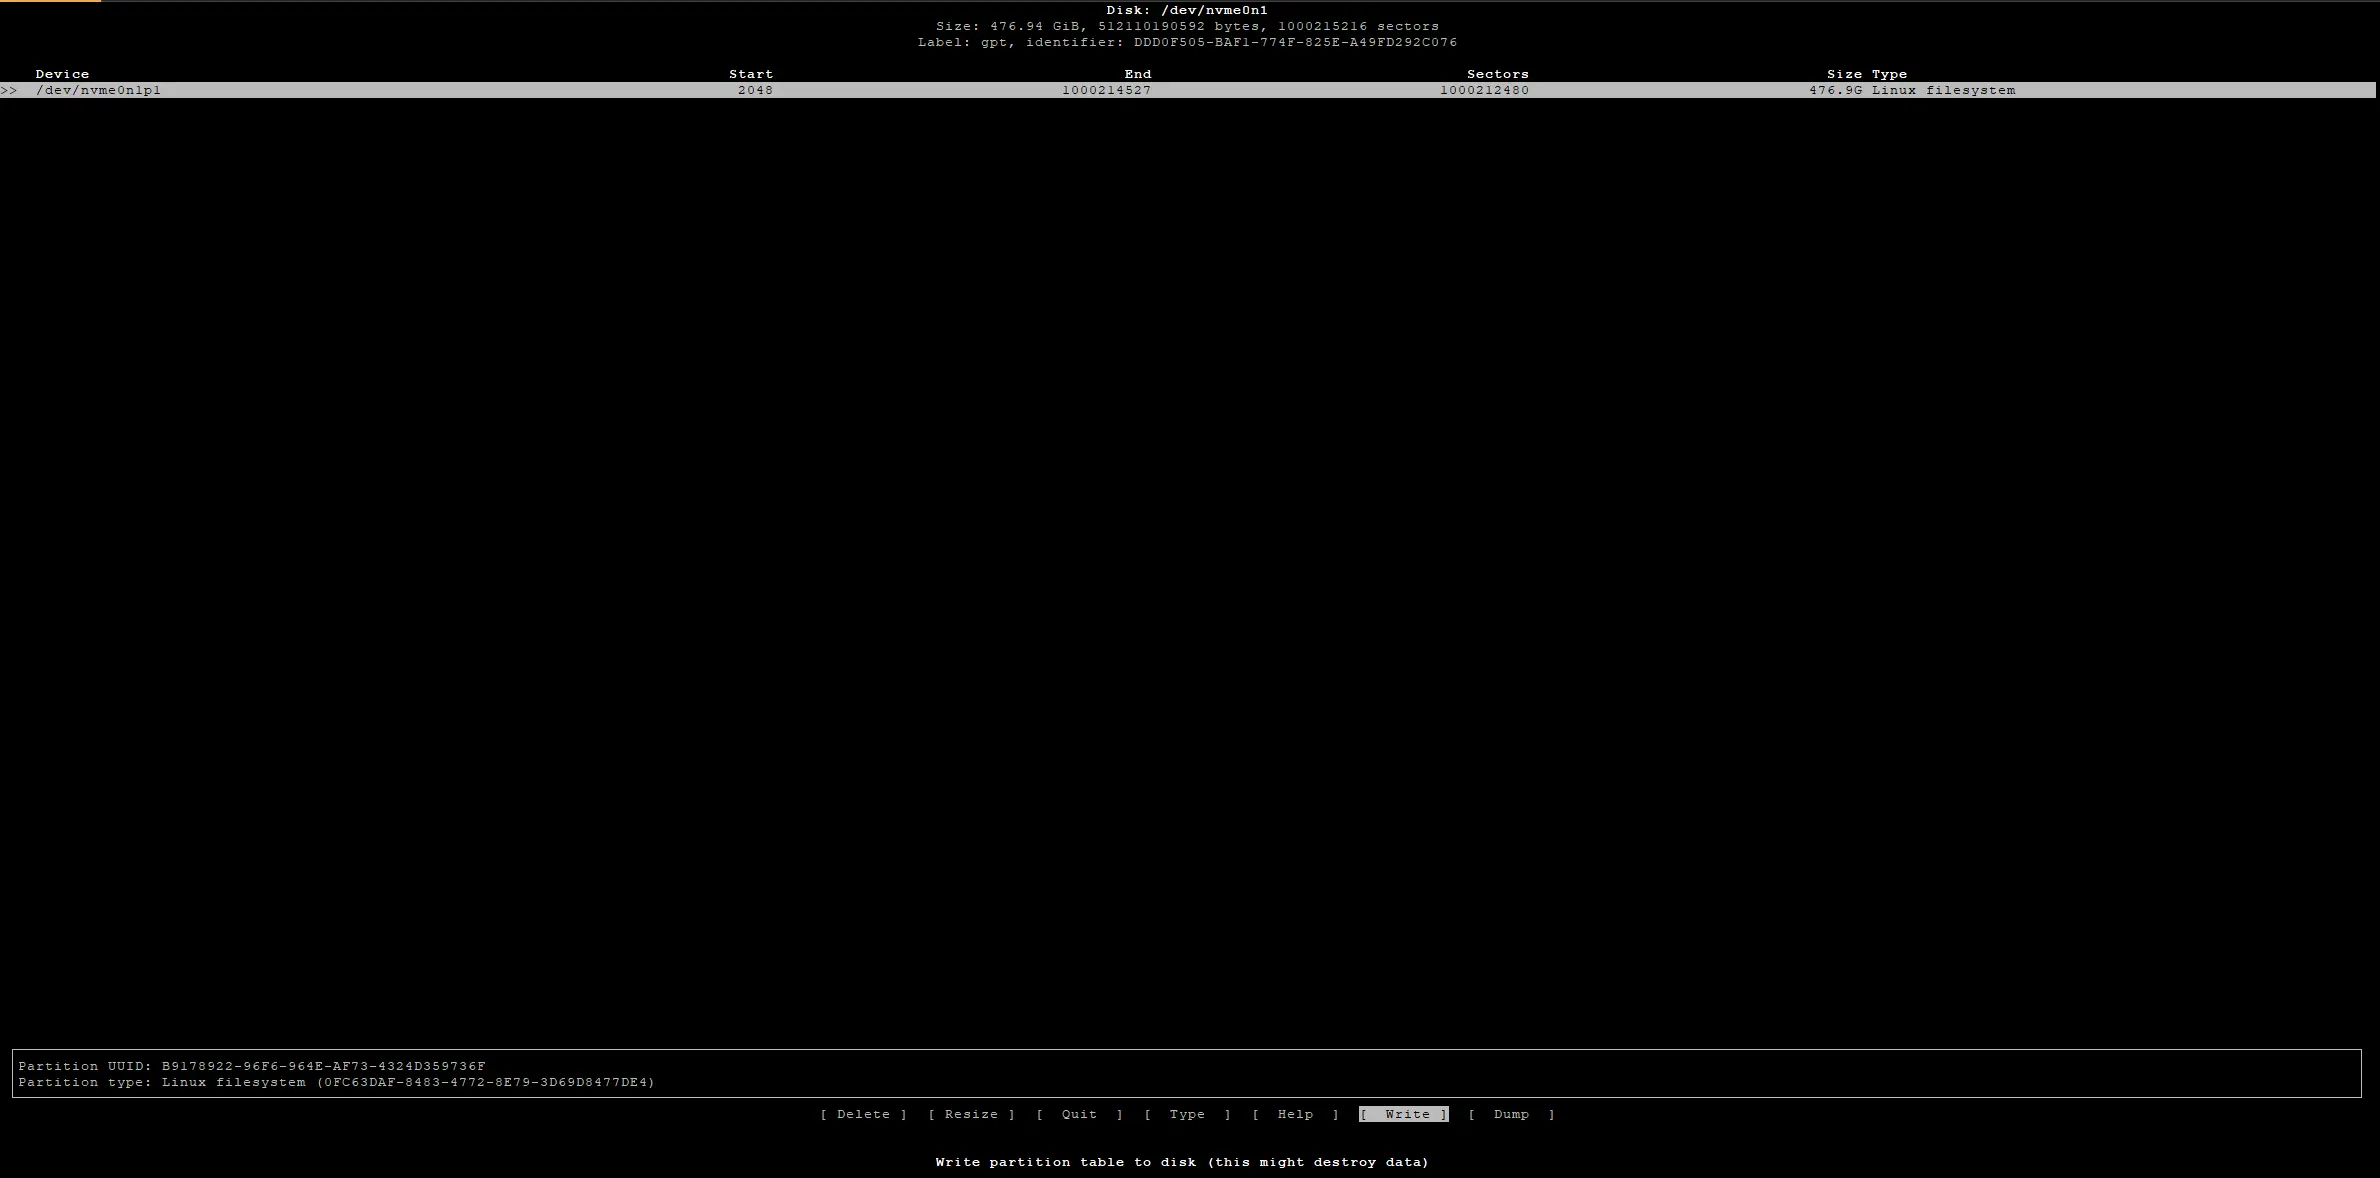 Disk: /dev/nvme0n1
Size: 476.94 GiB, 512110190592 bytes, 1000215216 sectors
Label: gpt, identifier: DDD0F505-BAF1-774F-825E-A49FD292C076
Device Start End Sectors Size Type
>> /dev/nvme0n1p1 2048 1000214527 1000212480 476.9G Linux filesystem
Partition UUID: B9178922-96F6-964E-AF73-4324D359736F
Partition type: Linux filesystem (0FC63DAF-8483-4772-8E79-3D69D8477DE4)
[ Delete ] [ Resize ] [ Quit ] [ Type ] [ Help ] [ Write ] [ Dump ]
Write partition table to disk (this might destroy data)